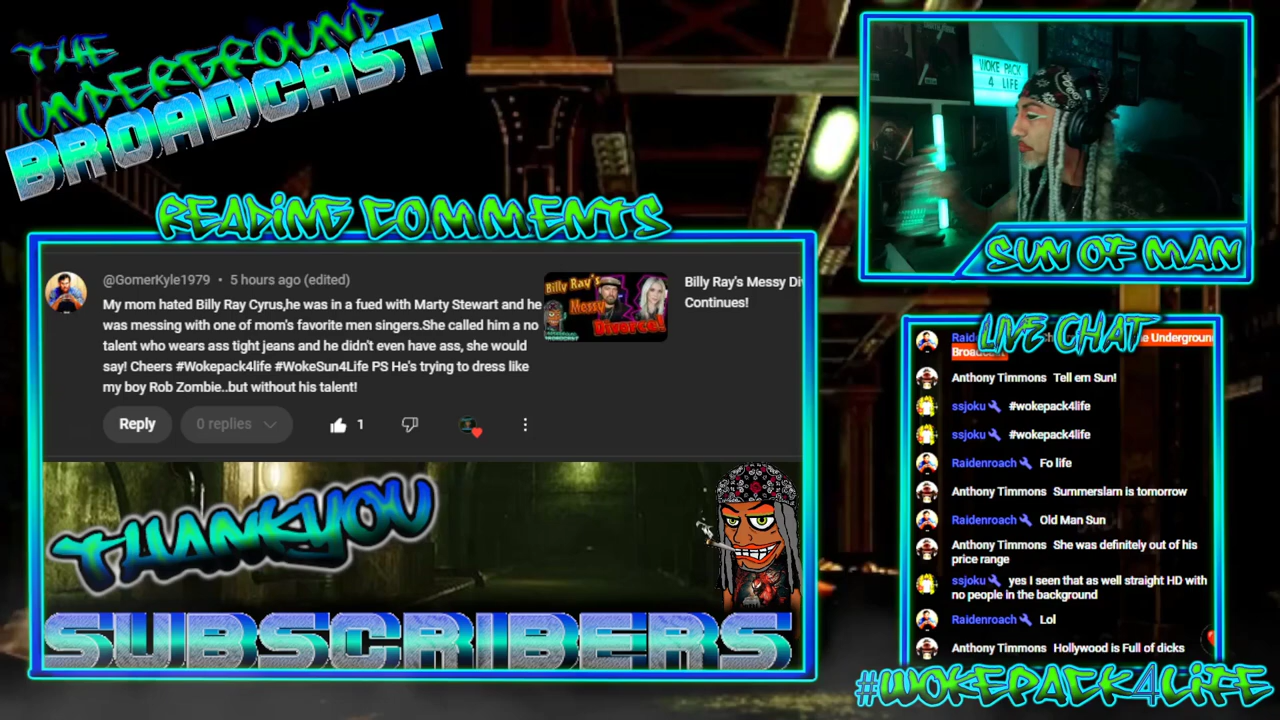 THE
UNDERGROUND
BROADCAST
WOKE PACK
4 LIFE
READING COMMENTS
SUN OF MAN
@GomerKyle1979 • 5 hours ago (edited)
My mom hated Billy Ray Cyrus,he was in a fued with Marty Stewart and he
was messing with one of mom's favorite men singers.She called him a no
talent who wears ass tight jeans and he didn't even have ass, she would
say! Cheers #Wokepack4life #WokeSun4Life PS He's trying to dress like
my boy Rob Zombie..but without his talent!
Reply
0 replies
1
Billy Ray's
Messy
Divorce!
Billy Ray's Messy Di
Continues!
THANKYOU
SUBSCRIBERS
LIVE CHAT
Raid
e Underground
Anthony Timmons Tell em Sun!
ssjoku #wokepack4life
ssjoku #wokepack4life
Raidenroach Fo life
Anthony Timmons Summerslam is tomorrow
Raidenroach Old Man Sun
Anthony Timmons She was definitely out of his
price range
ssjoku yes I seen that as well straight HD with
no people in the background
Raidenroach Lol
Anthony Timmons Hollywood is Full of dicks
#WOKEPACK4LIFE